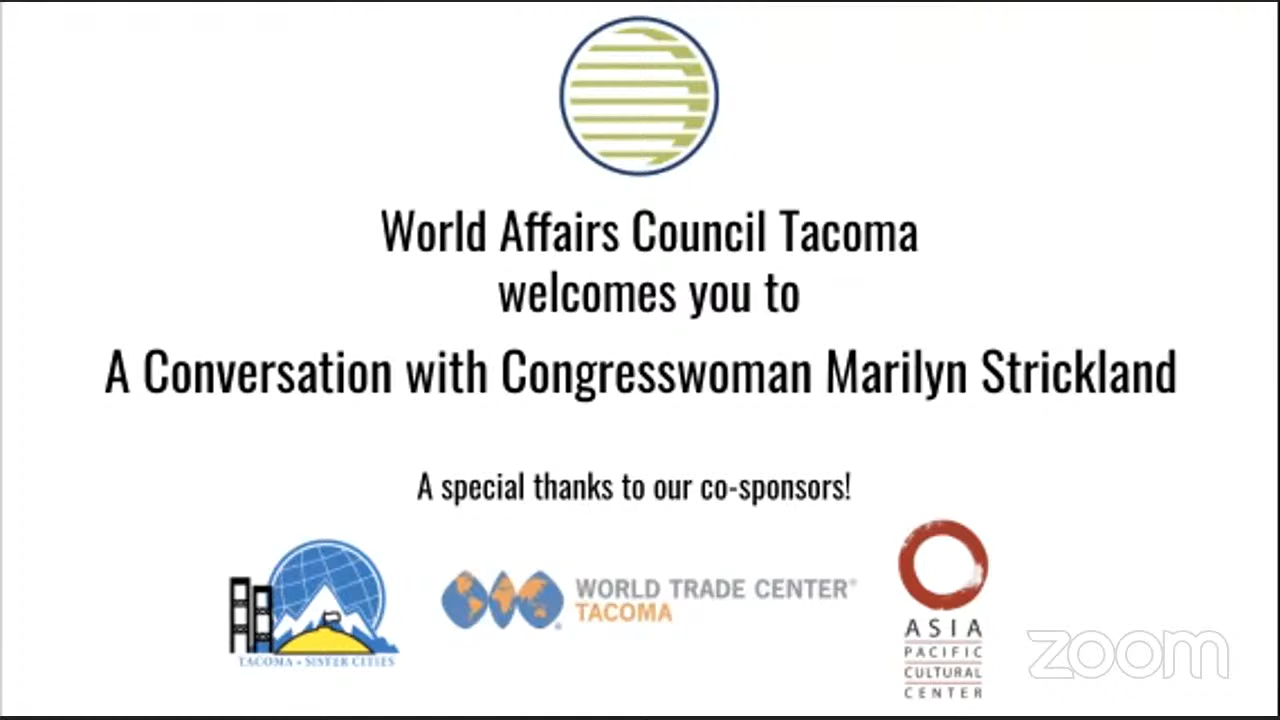 World Affairs Council Tacoma
welcomes you to
A Conversation with Congresswoman Marilyn Strickland
A special thanks to our co-sponsors!
TACOMA • SISTER CITIES
WORLD TRADE CENTER®
TACOMA
ASIA
PACIFIC
CULTURAL
CENTER
zoom